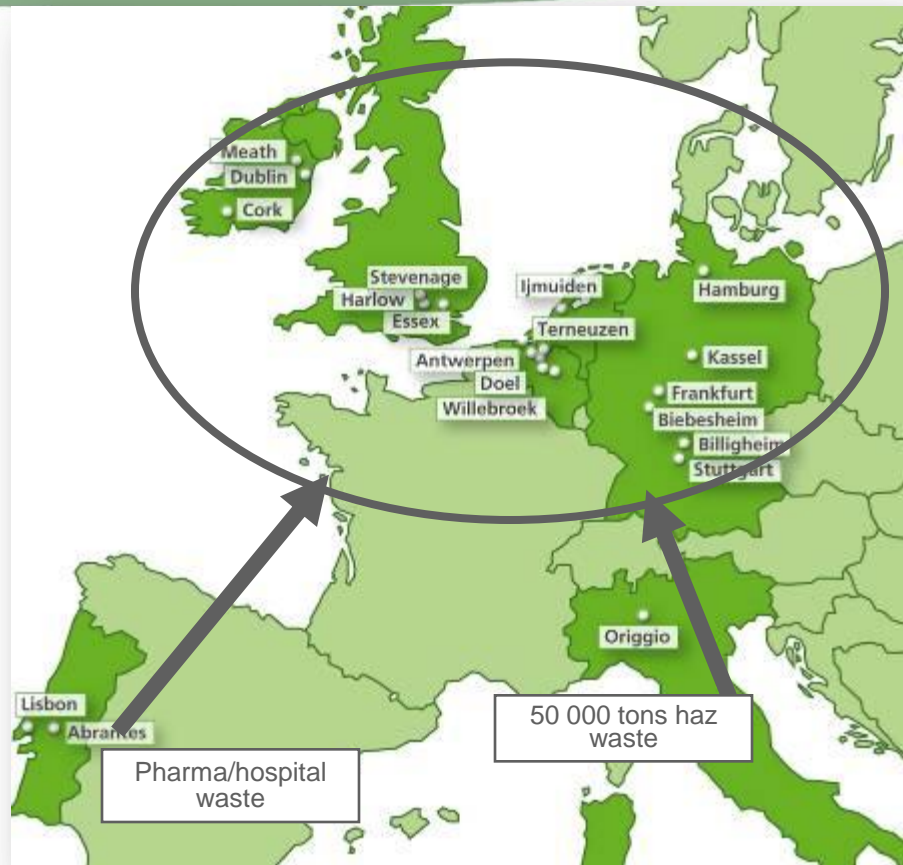 Meath
Dublin
Cork
Stevenage
Harlow
Essex
Ijmuiden
Terneuzen
Antwerpen
Doel
Willebroek
Hamburg
Kassel
Frankfurt
Biebesheim
Billigheim
Stuttgart
Origgio
Lisbon
Abrantes
50 000 tons haz
waste
Pharma/hospital
waste